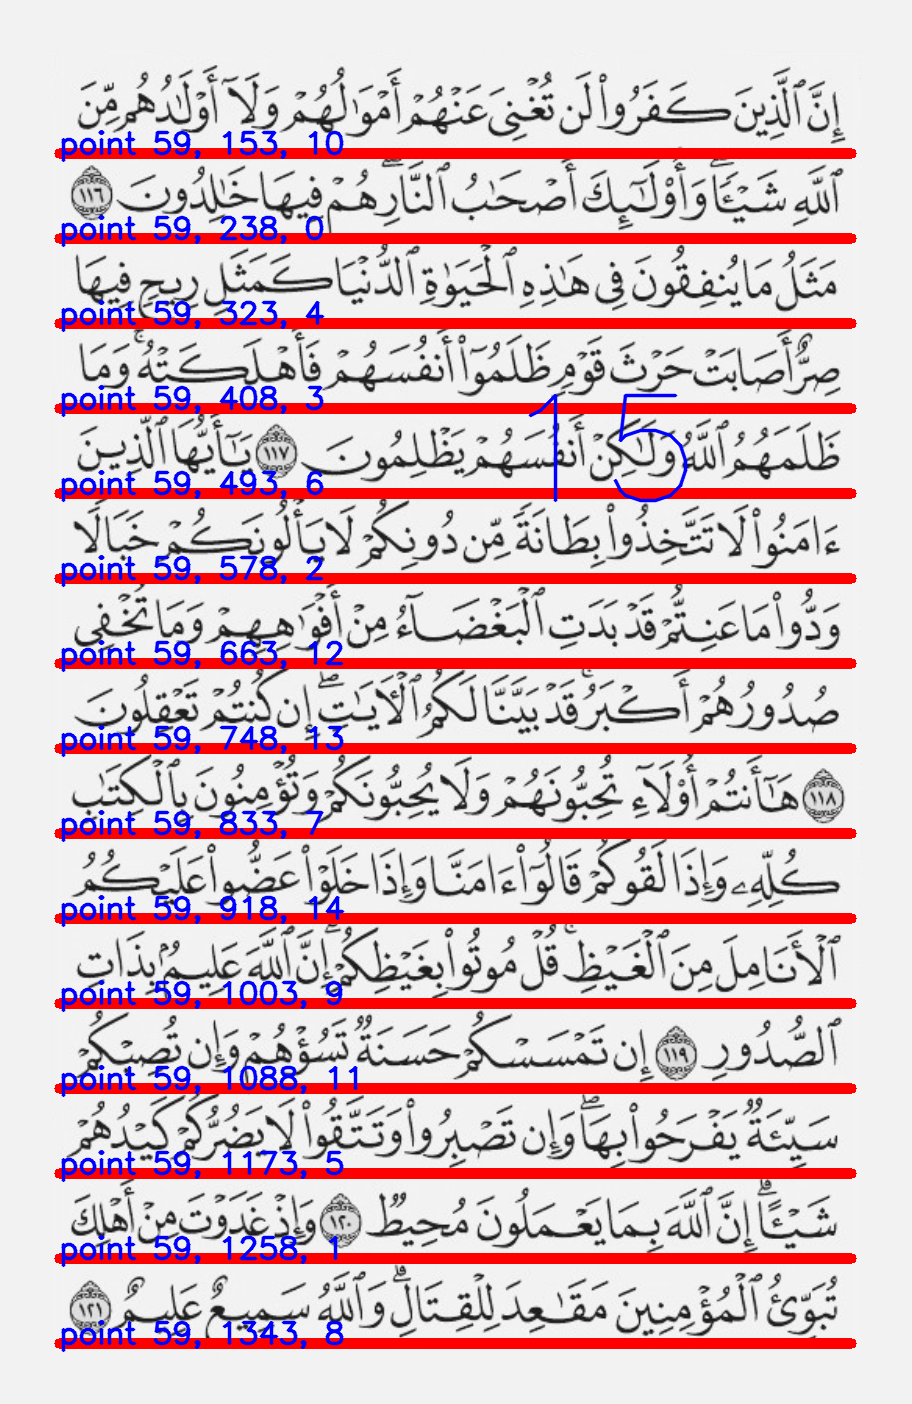 إِنَّ ٱلَّذِينَ كَفَرُوا۟ لَن تُغْنِىَ عَنْهُمْ أَمْوَٰلُهُمْ وَلَآ أَوْلَٰدُهُم مِّنَ
point 59, 153, 10
ٱللَّهِ شَيْـًٔا ۖ وَأُو۟لَٰٓئِكَ أَصْحَٰبُ ٱلنَّارِ ۚ هُمْ فِيهَا خَٰلِدُونَ ١١٦
point 59, 238, 0
مَثَلُ مَا يُنفِقُونَ فِى هَٰذِهِ ٱلْحَيَوٰةِ ٱلدُّنْيَا كَمَثَلِ رِيحٍ فِيهَا
point 59, 323, 4
صِرٌّ أَصَابَتْ حَرْثَ قَوْمٍ ظَلَمُوٓا۟ أَنفُسَهُمْ فَأَهْلَكَتْهُ ۚ وَمَا
point 59, 408, 3
ظَلَمَهُمُ ٱللَّهُ وَلَٰكِنْ أَنفُسَهُمْ يَظْلِمُونَ ١١٧ يَٰٓأَيُّهَا ٱلَّذِينَ
15
point 59, 493, 6
ءَامَنُوا۟ لَا تَتَّخِذُوا۟ بِطَانَةً مِّن دُونِكُمْ لَا يَأْلُونَكُمْ خَبَالًا
point 59, 578, 2
وَدُّوا۟ مَا عَنِتُّمْ قَدْ بَدَتِ ٱلْبَغْضَآءُ مِنْ أَفْوَٰهِهِمْ وَمَا تُخْفِى
point 59, 663, 12
صُدُورُهُمْ أَكْبَرُ ۚ قَدْ بَيَّنَّا لَكُمُ ٱلْـَٔايَٰتِ ۖ إِن كُنتُمْ تَعْقِلُونَ
point 59, 748, 13
١١٨ هَٰٓأَنتُمْ أُو۟لَآءِ تُحِبُّونَهُمْ وَلَا يُحِبُّونَكُمْ وَتُؤْمِنُونَ بِٱلْكِتَٰبِ
point 59, 833, 7
كُلِّهِۦ وَإِذَا لَقُوكُمْ قَالُوٓا۟ ءَامَنَّا وَإِذَا خَلَوْا۟ عَضُّوا۟ عَلَيْكُمُ
point 59, 918, 14
ٱلْأَنَامِلَ مِنَ ٱلْغَيْظِ ۚ قُلْ مُوتُوا۟ بِغَيْظِكُمْ ۗ إِنَّ ٱللَّهَ عَلِيمٌۢ بِذَاتِ
point 59, 1003, 9
ٱلصُّدُورِ ١١٩ إِن تَمْسَسْكُمْ حَسَنَةٌ تَسُؤْهُمْ وَإِن تُصِبْكُمْ
point 59, 1088, 11
سَيِّئَةٌ يَفْرَحُوا۟ بِهَا ۖ وَإِن تَصْبِرُوا۟ وَتَتَّقُوا۟ لَا يَضُرُّكُمْ كَيْدُهُمْ
point 59, 1173, 5
شَيْـًٔا ۗ إِنَّ ٱللَّهَ بِمَا يَعْمَلُونَ مُحِيطٌ ١٢٠ وَإِذْ غَدَوْتَ مِنْ أَهْلِكَ
point 59, 1258, 1
تُبَوِّئُ ٱلْمُؤْمِنِينَ مَقَٰعِدَ لِلْقِتَالِ ۗ وَٱللَّهُ سَمِيعٌ عَلِيمٌ ١٢١
point 59, 1343, 8